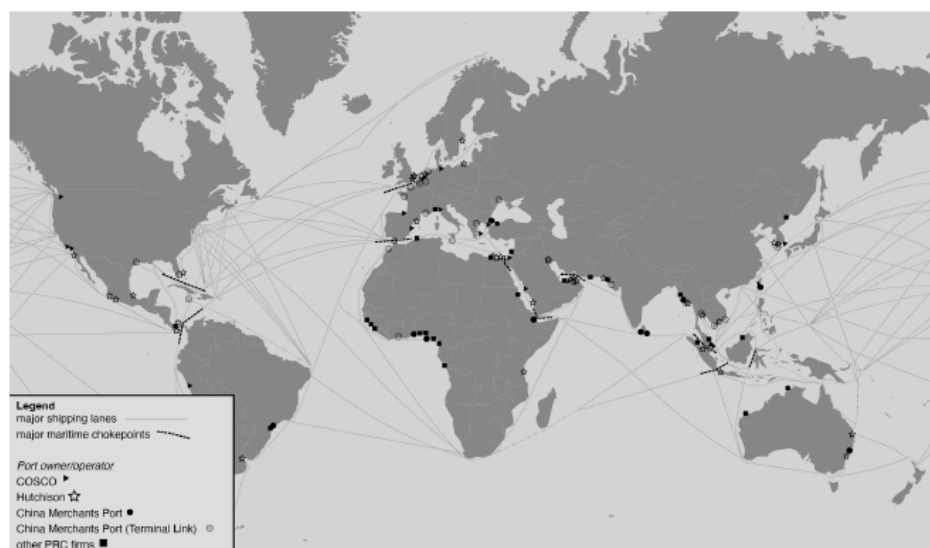 Legend
major shipping lanes
major maritime chokepoints
Port owner/operator
COSCO
Hutchison
China Merchants Port
China Merchants Port (Terminal Link)
other PRC firms